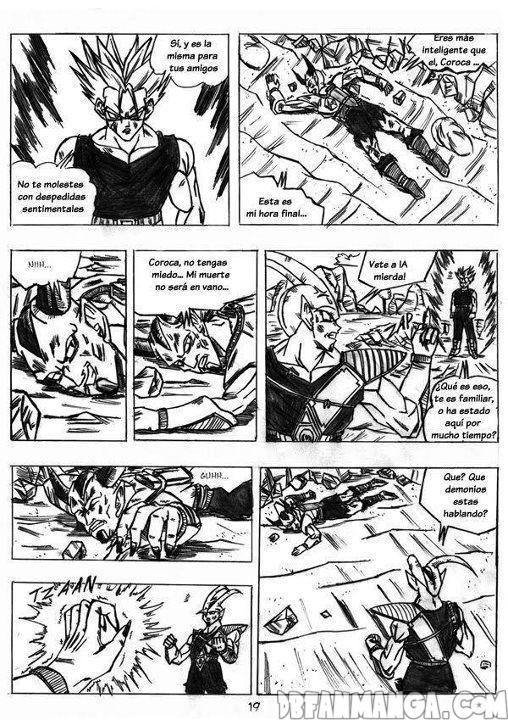 Sí, y es la
misma para
tus amigos
No te molestes
con despedidas
sentimentales
Eres más
inteligente que
el, Coroca ...
Esta es
mi hora final...
NIIH...
Coroca, no tengas
miedo... Mi muerte
no será en vano...
Vete a lA
mierda!
¿Qué es eso,
te es familiar,
o ha estado
aquí por
mucho tiempo?
GUHH...
Que? Que
demonios
estas
hablando?
DZAAAN
19
DBFANMANGA.COM